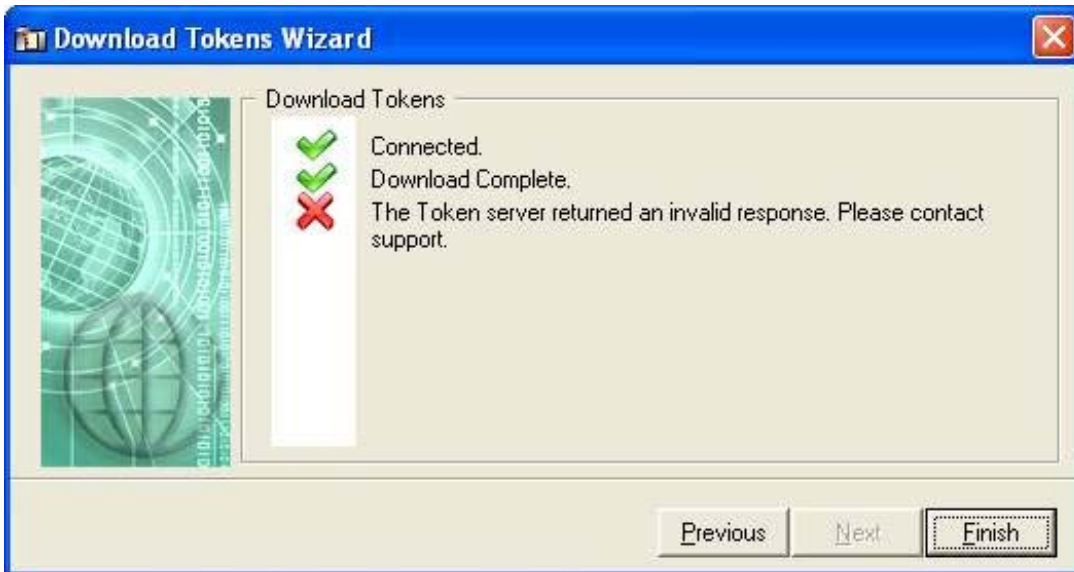 Download Tokens Wizard
Download Tokens
Connected.
Download Complete.
The Token server returned an invalid response. Please contact
support.
Previous
Next
Finish